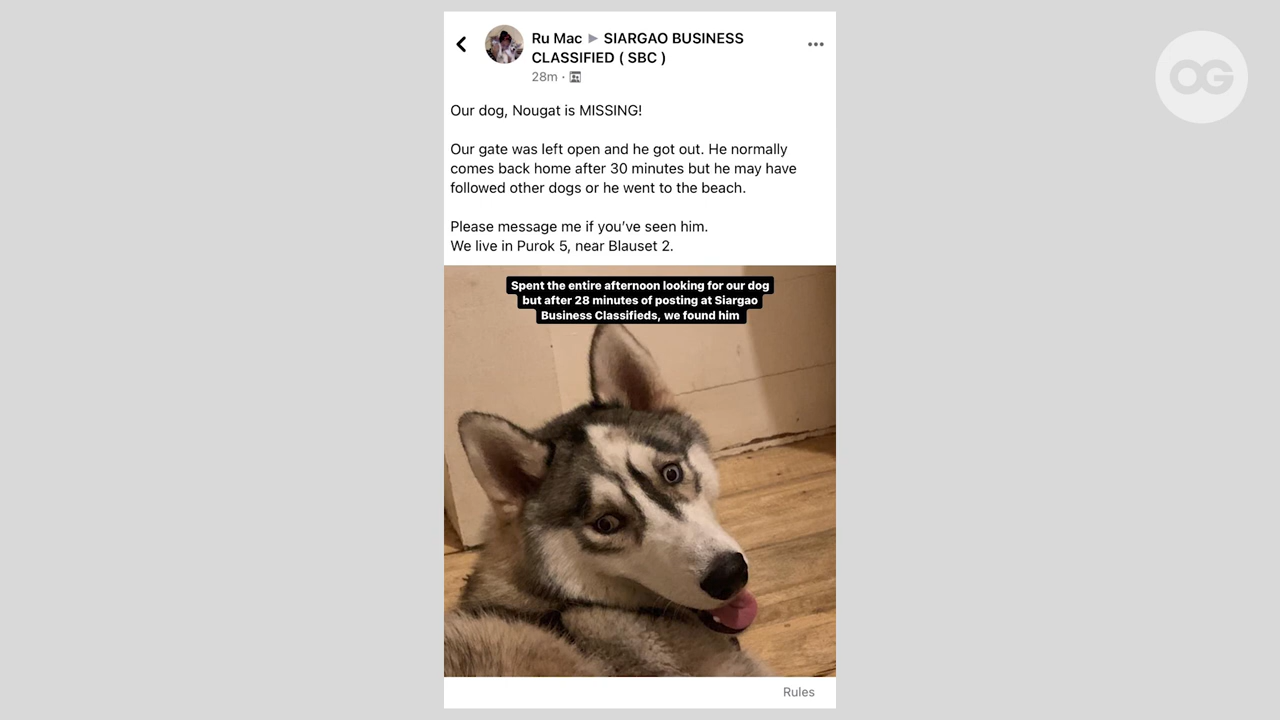 Ru Mac ▶ SIARGAO BUSINESS
CLASSIFIED ( SBC )
28m ·
OG
Our dog, Nougat is MISSING!
Our gate was left open and he got out. He normally
comes back home after 30 minutes but he may have
followed other dogs or he went to the beach.
Please message me if you’ve seen him.
We live in Purok 5, near Blauset 2.
Spent the entire afternoon looking for our dog
but after 28 minutes of posting at Siargao
Business Classifieds, we found him
Rules